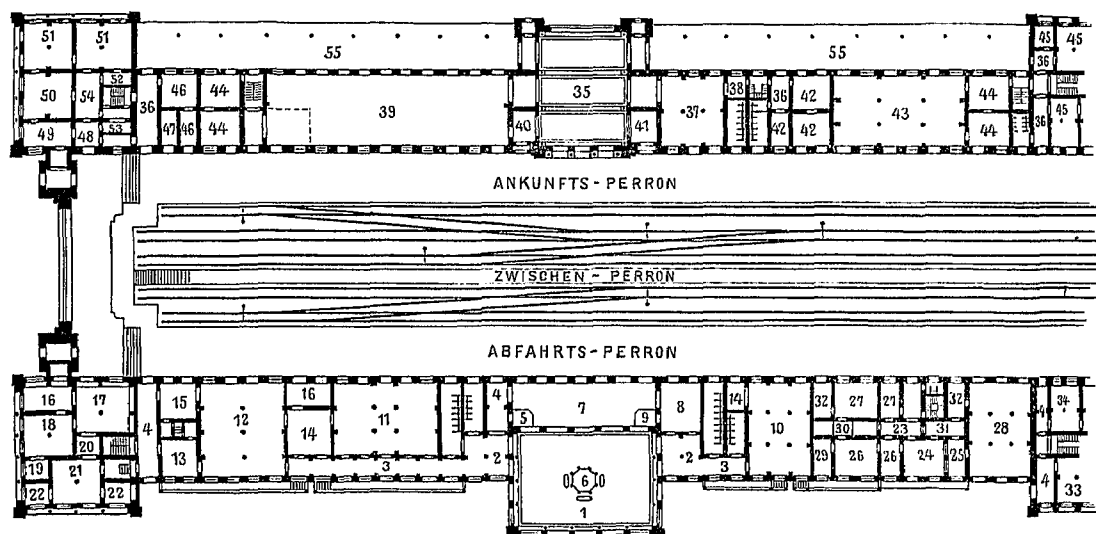 51 51 45 45
55 55
52 36
50 54 36 46 44 39 35 37 38 36 42 43 44 45
47 46 44 40 41 42 42 44 36
49 48 53
ANKUNFTS-PERRON
ZWISCHEN-PERRON
ABFAHRTS-PERRON
16 17 15 12 16 11 4 7 8 14 10 32 27 27 32 28 4 34
18 4 14 5 9 30 23 31
20 13 2 2 29 26 26 24 25
19 21 3 6 3 4 33
22 22 1